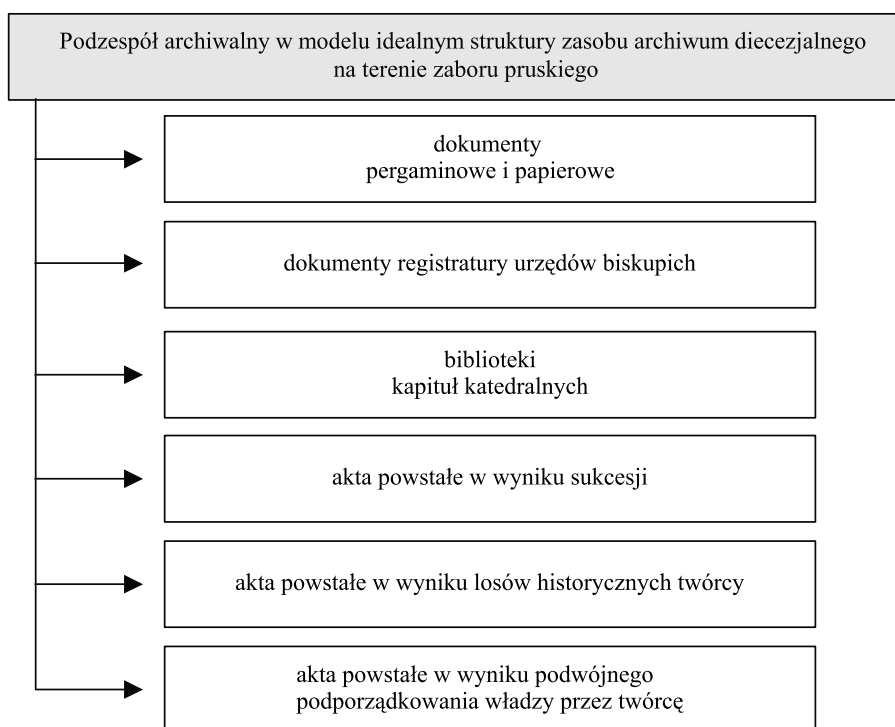 Podzespół archiwalny w modelu idealnym struktury zasobu archiwum diecezjalnego
na terenie zaboru pruskiego
dokumenty
pergaminowe i papierowe
dokumenty registratury urzędów biskupich
biblioteki
kapituł katedralnych
akta powstałe w wyniku sukcesji
akta powstałe w wyniku losów historycznych twórcy
akta powstałe w wyniku podwójnego
podporządkowania władzy przez twórcę